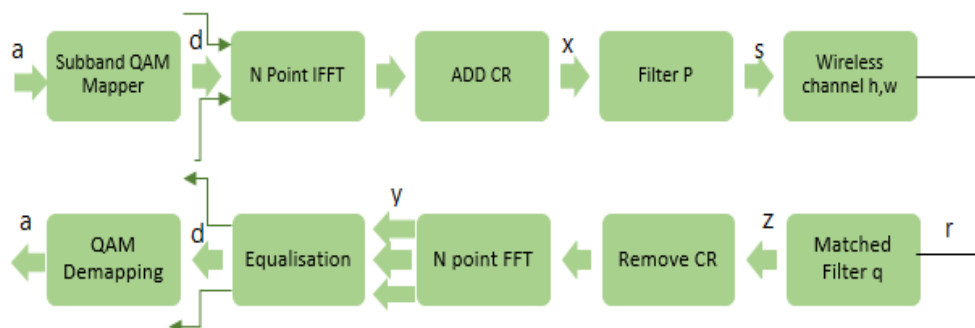 a
Subband QAM
Mapper
d
N Point IFFT
ADD CR
x
Filter P
s
Wireless
channel h,w
a
QAM
Demapping
d
Equalisation
y
N point FFT
Remove CR
z
Matched
Filter q
r